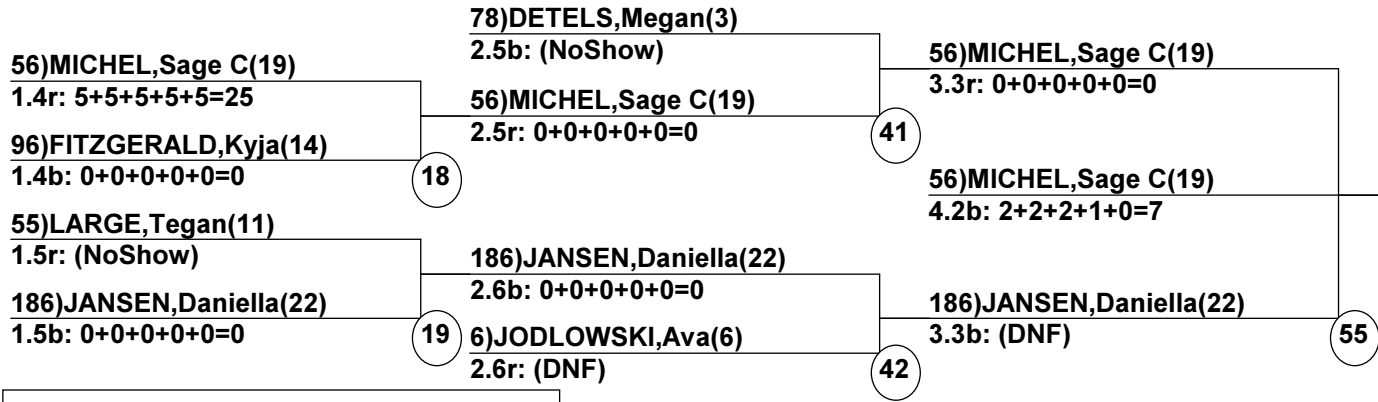 56)MICHEL,Sage C(19)
1.4r: 5+5+5+5+5=25
96)FITZGERALD,Kyja(14)
1.4b: 0+0+0+0+0=0
18
55)LARGE,Tegan(11)
1.5r: (NoShow)
186)JANSEN,Daniella(22)
1.5b: 0+0+0+0+0=0
19
78)DETELS,Megan(3)
2.5b: (NoShow)
56)MICHEL,Sage C(19)
2.5r: 0+0+0+0+0=0
41
186)JANSEN,Daniella(22)
2.6b: 0+0+0+0+0=0
6)JODLOWSKI,Ava(6)
2.6r: (DNF)
42
56)MICHEL,Sage C(19)
3.3r: 0+0+0+0+0=0
56)MICHEL,Sage C(19)
4.2b: 2+2+2+1+0=7
186)JANSEN,Daniella(22)
3.3b: (DNF)
55